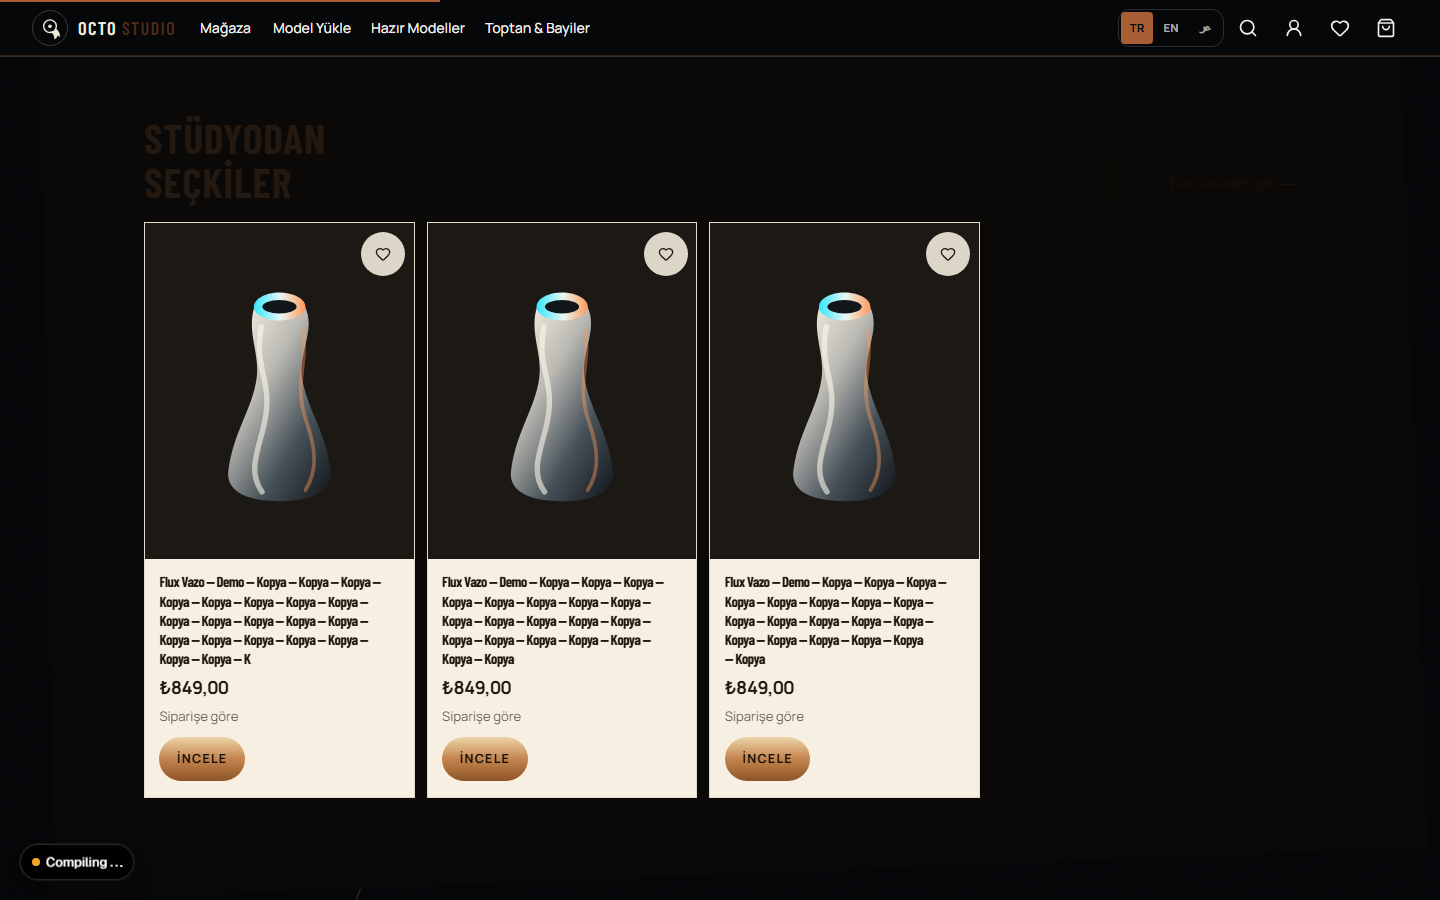 OCTO STUDIO
Mağaza
Model Yükle
Hazır Modeller
Toptan & Bayiler
TR
EN
STÜDYODAN
SEÇKİLER
Tüm ürünleri gör →
Flux Vazo – Demo – Kopya – Kopya – Kopya –
Kopya – Kopya – Kopya – Kopya – Kopya –
Kopya – Kopya – Kopya – Kopya – Kopya –
Kopya – Kopya – Kopya – Kopya – Kopya –
Kopya – Kopya – K
₺849,00
Siparişe göre
İNCELE
Flux Vazo – Demo – Kopya – Kopya – Kopya –
Kopya – Kopya – Kopya – Kopya – Kopya –
Kopya – Kopya – Kopya – Kopya – Kopya –
Kopya – Kopya – Kopya – Kopya – Kopya –
Kopya – Kopya
₺849,00
Siparişe göre
İNCELE
Flux Vazo – Demo – Kopya – Kopya – Kopya –
Kopya – Kopya – Kopya – Kopya – Kopya –
Kopya – Kopya – Kopya – Kopya – Kopya –
Kopya – Kopya – Kopya – Kopya – Kopya
– Kopya
₺849,00
Siparişe göre
İNCELE
Compiling ...